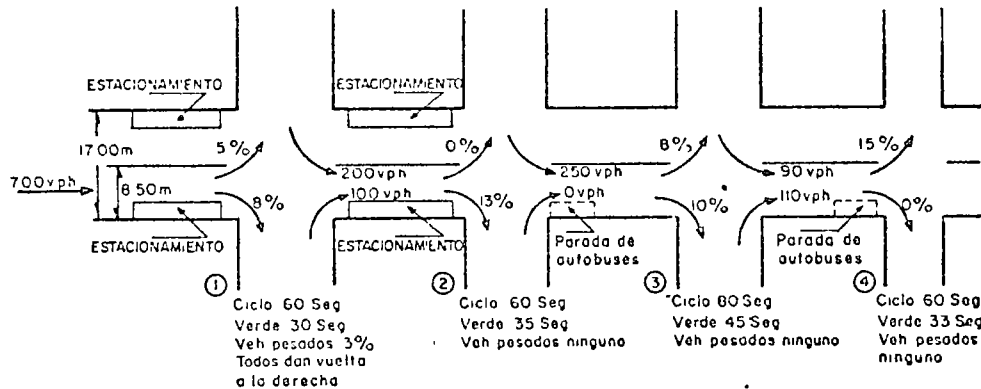 ESTACIONAMIENTO
ESTACIONAMIENTO
17.00m
8.50m
700 vph
5%
8%
ESTACIONAMIENTO
200 vph
100 vph
ESTACIONAMIENTO
0%
13%
250 vph
0 vph
Parada de
autobuses
8%
10%
90 vph
110 vph
Parada de
autobuses
15%
0%
1
Ciclo 60 Seg
Verde 30 Seg
Veh pesados 3%
Todos dan vuelta
a la derecha
2
Ciclo 60 Seg
Verde 35 Seg
Veh pesados ninguno
3
Ciclo 80 Seg
Verde 45 Seg
Veh pesados ninguno
4
Ciclo 60 Seg
Verde 33 Seg
Veh pesados
ninguno